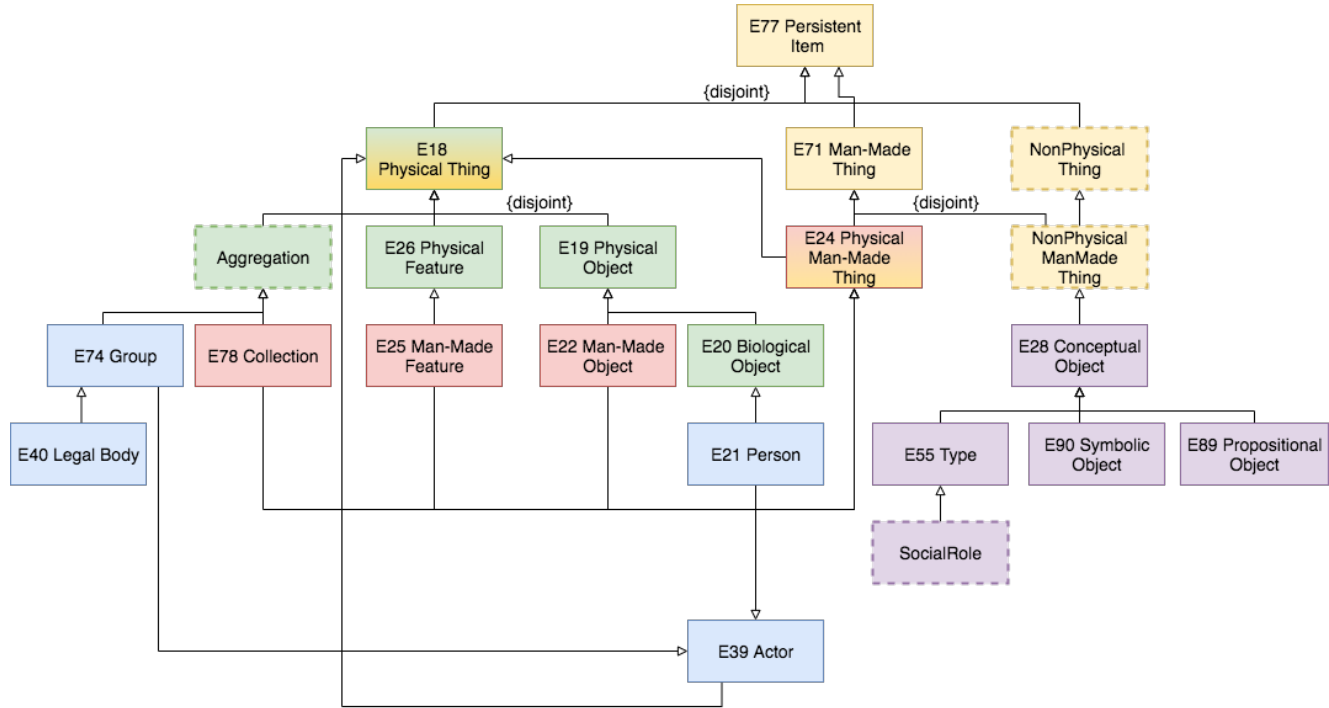 E77 Persistent
Item
{disjoint}
E18
Physical Thing
E71 Man-Made
Thing
NonPhysical
Thing
{disjoint}
{disjoint}
Aggregation
E26 Physical
Feature
E19 Physical
Object
E24 Physical
Man-Made
Thing
NonPhysical
ManMade
Thing
E74 Group
E78 Collection
E25 Man-Made
Feature
E22 Man-Made
Object
E20 Biological
Object
E28 Conceptual
Object
E40 Legal Body
E21 Person
E55 Type
E90 Symbolic
Object
E89 Propositional
Object
SocialRole
E39 Actor